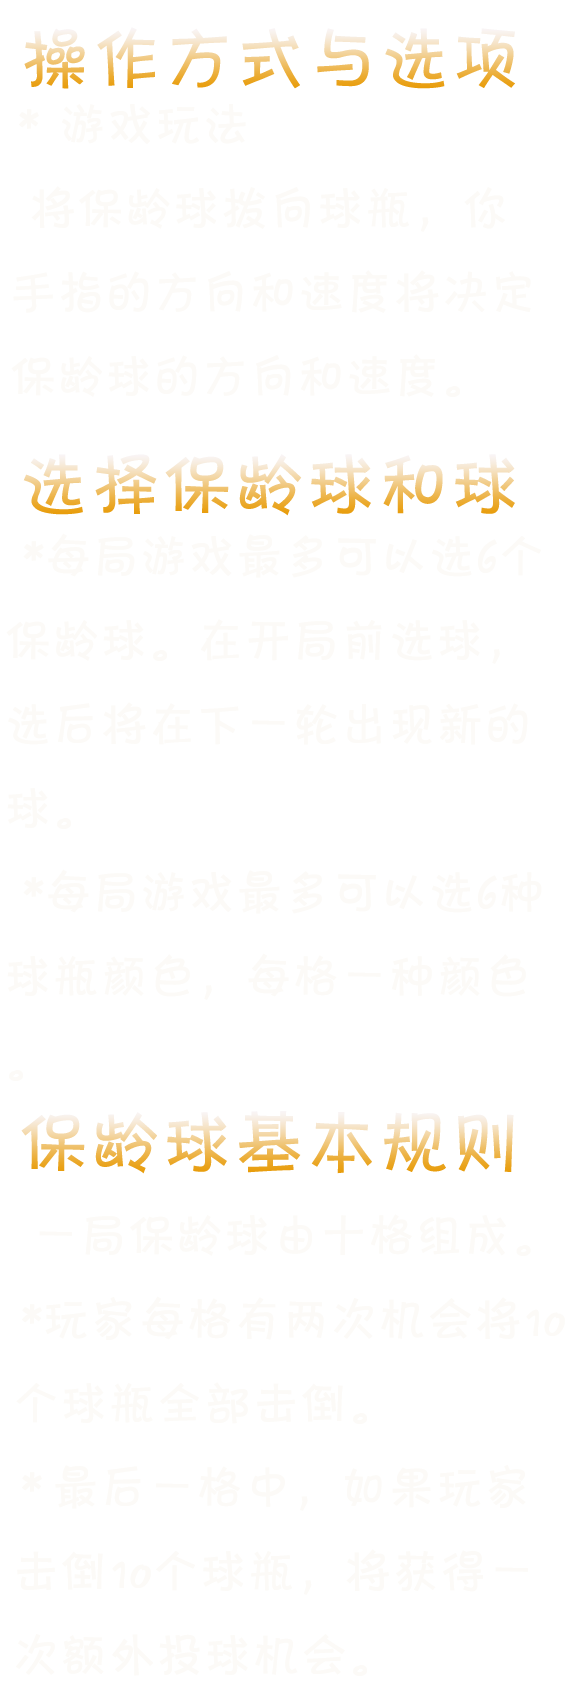 操作方式与选项
* 游戏玩法
将保龄球拨向球瓶，你
手指的方向和速度将决定
保龄球的方向和速度。
选择保龄球和球
*每局游戏最多可以选6个
保龄球。在开局前选球，
选后将在下一轮出现新的
球。
*每局游戏最多可以选6种
球瓶颜色，每格一种颜色
。
保龄球基本规则
一局保龄球由十格组成。
*玩家每格有两次机会将10
个球瓶全部击倒。
* 最后一格中，如果玩家
击倒10个球瓶，将获得一
次额外投球机会。